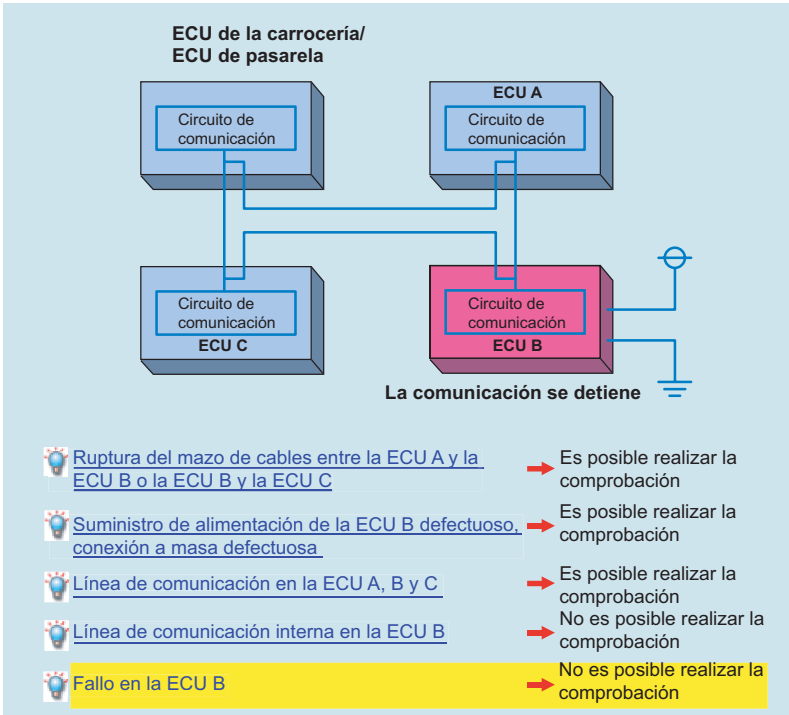 ECU de la carrocería/
ECU de pasarela
Circuito de
comunicación
ECU A
Circuito de
comunicación
Circuito de
comunicación
ECU C
Circuito de
comunicación
ECU B
La comunicación se detiene
Ruptura del mazo de cables entre la ECU A y la
ECU B o la ECU B y la ECU C
Es posible realizar la
comprobación
Suministro de alimentación de la ECU B defectuoso,
conexión a masa defectuosa
Es posible realizar la
comprobación
Línea de comunicación en la ECU A, B y C
Es posible realizar la
comprobación
Línea de comunicación interna en la ECU B
No es posible realizar la
comprobación
Fallo en la ECU B
No es posible realizar la
comprobación